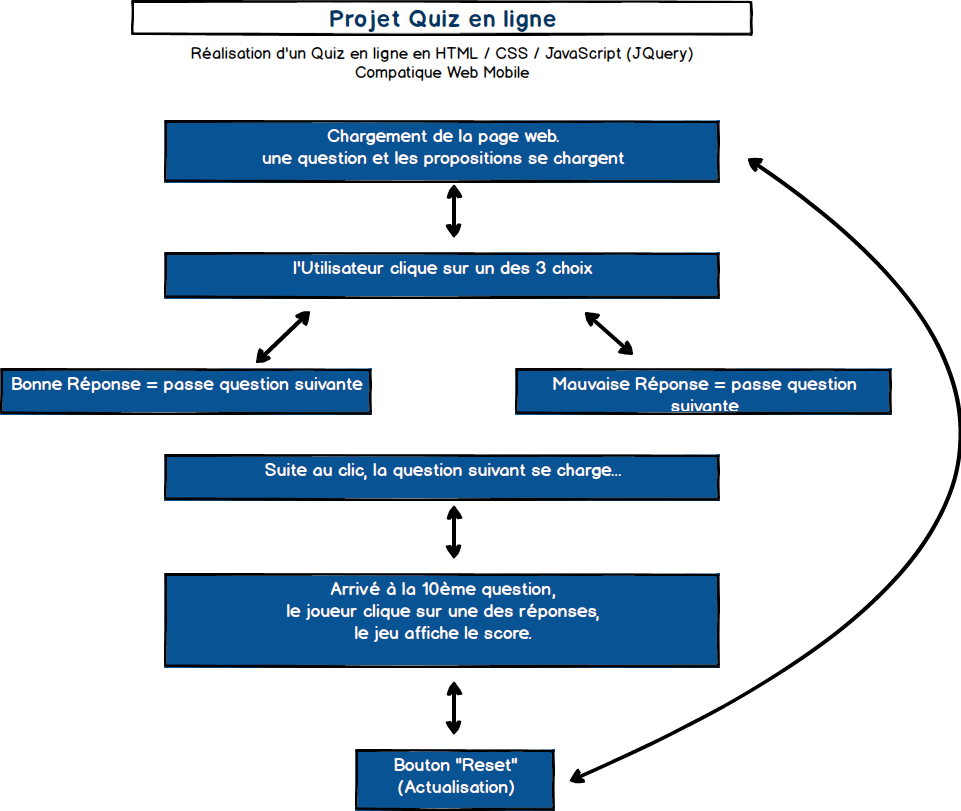 Projet Quiz en ligne
Réalisation d'un Quiz en ligne en HTML / CSS / JavaScript (JQuery)
Compatique Web Mobile
Chargement de la page web.
une question et les propositions se chargent
l'Utilisateur clique sur un des 3 choix
Bonne Réponse = passe question suivante
Mauvaise Réponse = passe question
suivante
Suite au clic, la question suivant se charge...
Arrivé à la 10ème question,
le joueur clique sur une des réponses,
le jeu affiche le score.
Bouton "Reset"
(Actualisation)